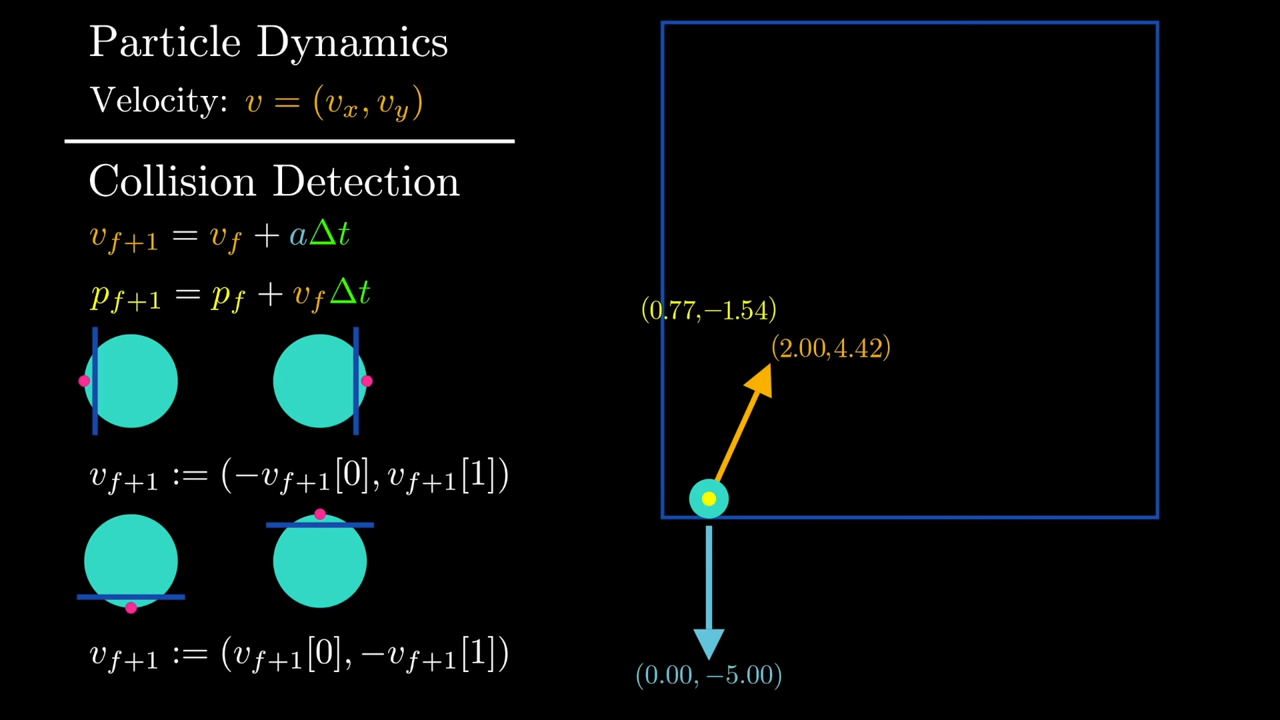 Particle Dynamics
Velocity: v = (vₓ, v_y)
Collision Detection
v_{f+1} = v_f + aΔt
p_{f+1} = p_f + v_fΔt
v_{f+1} := (−v_{f+1}[0], v_{f+1}[1])
v_{f+1} := (v_{f+1}[0], −v_{f+1}[1])
(0.77, −1.54)
(2.00, 4.42)
(0.00, −5.00)